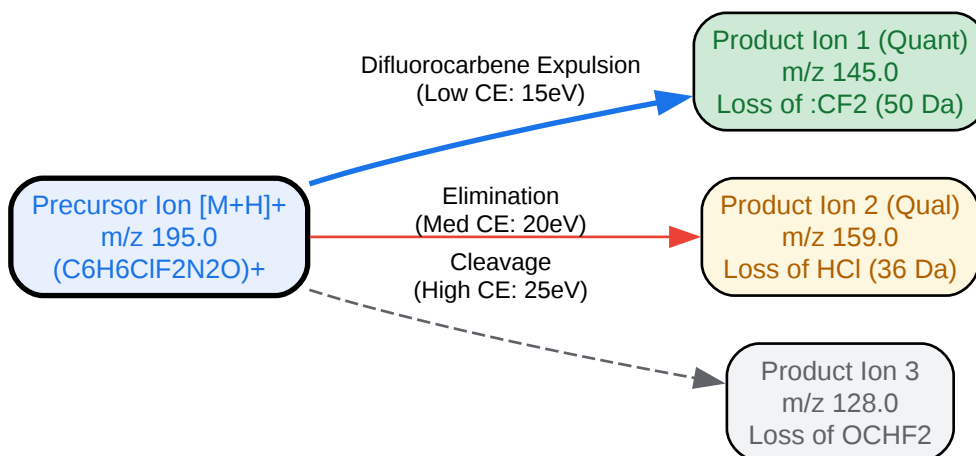 Difluorocarbene Expulsion
(Low CE: 15eV)
Product Ion 1 (Quant)
m/z 145.0
Loss of :CF2 (50 Da)
Precursor Ion [M+H]+
m/z 195.0
(C6H6ClF2N2O)+
Elimination
(Med CE: 20eV)
Product Ion 2 (Qual)
m/z 159.0
Loss of HCl (36 Da)
Cleavage
(High CE: 25eV)
Product Ion 3
m/z 128.0
Loss of OCHF2